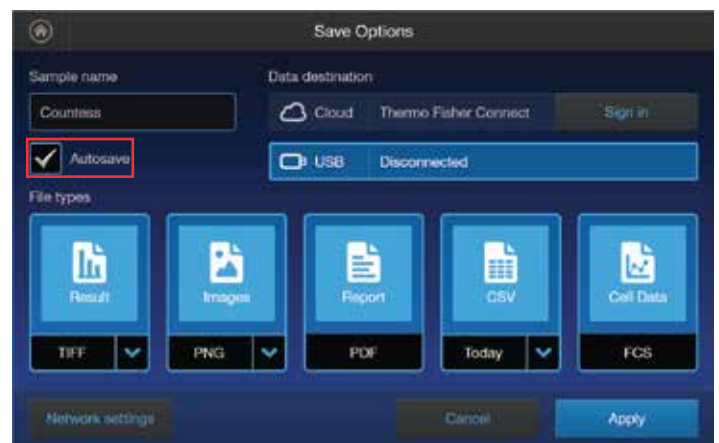 Save Options
Sample name
Data destination
Countess
Cloud Thermo Fisher Connect Sign in
Autosave
USB Disconnected
File types
Result Images Report CSV Cell Data
TIFF PNG PDF Today FCS
Network settings Cancel Apply